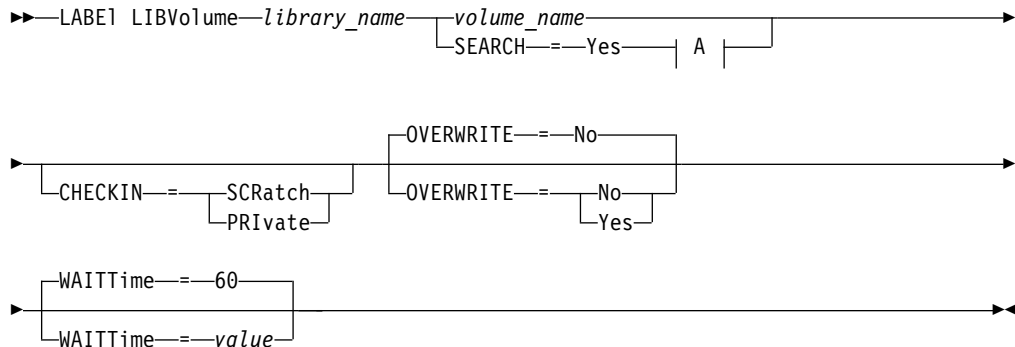 LABEl LIBVolume library_name volume_name
SEARCH = Yes A
OVERWRITE = No
CHECKIN = SCRatch OVERWRITE = No
PRIvate Yes
WAITTime = 60
WAITTime = value